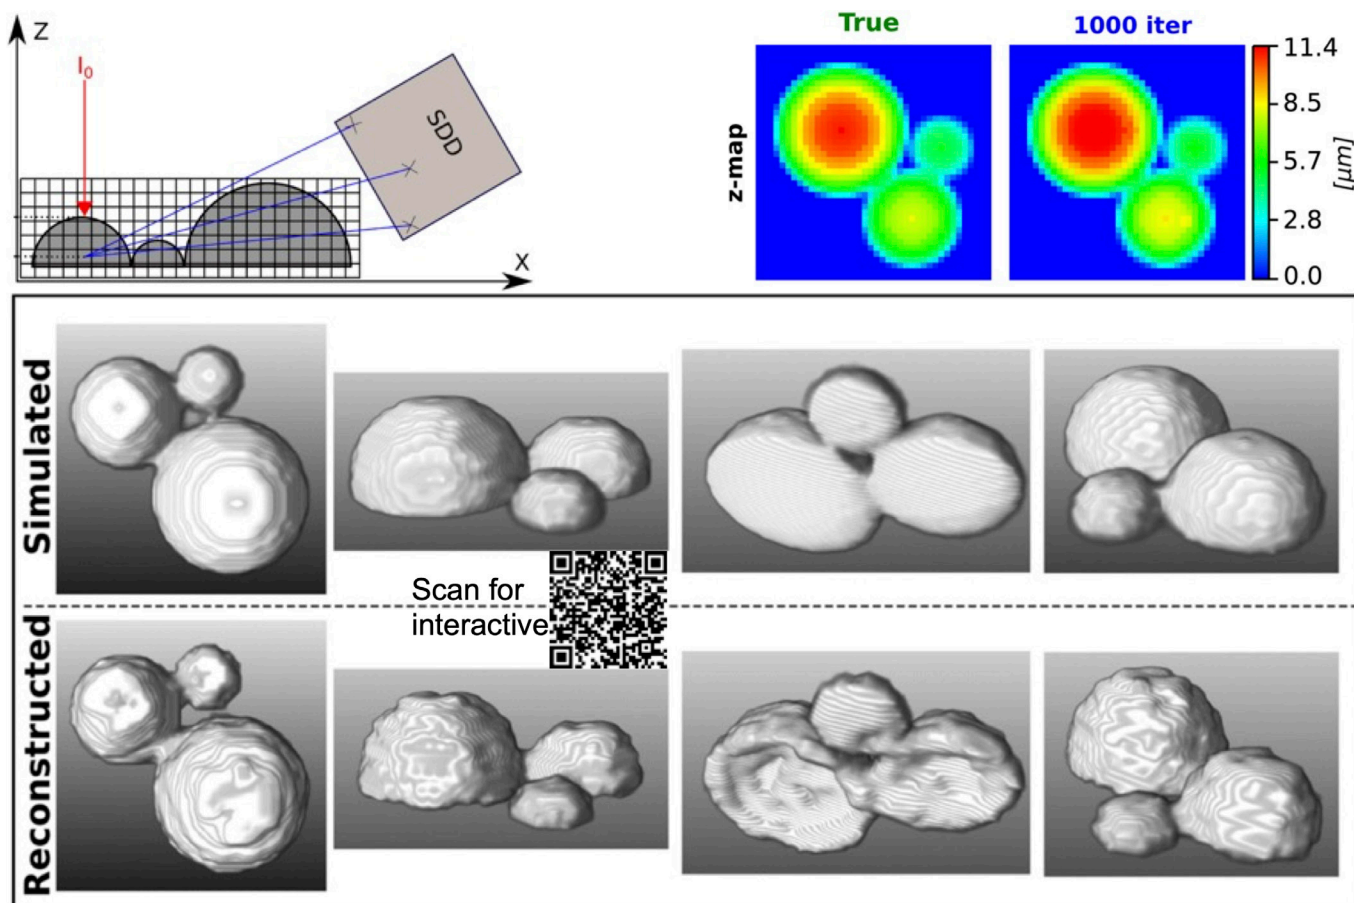 Z
I₀
SDD
X
True
1000 iter
z-map
11.4
8.5
5.7
2.8
0.0
[μm]
Simulated
Scan for
interactive
Reconstructed